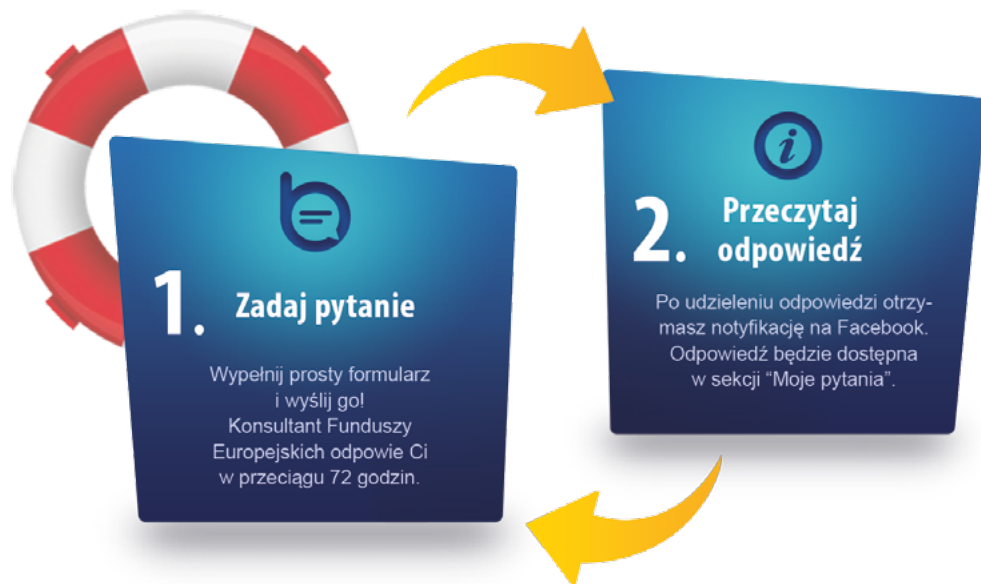 1.
Zadaj pytanie
Wypełnij prosty formularz
i wyślij go!
Konsultant Funduszy
Europejskich odpowie Ci
w przeciągu 72 godzin.
2.
Przeczytaj
odpowiedź
Po udzieleniu odpowiedzi otrzy-
masz notyfikację na Facebook.
Odpowiedź będzie dostępna
w sekcji “Moje pytania”.